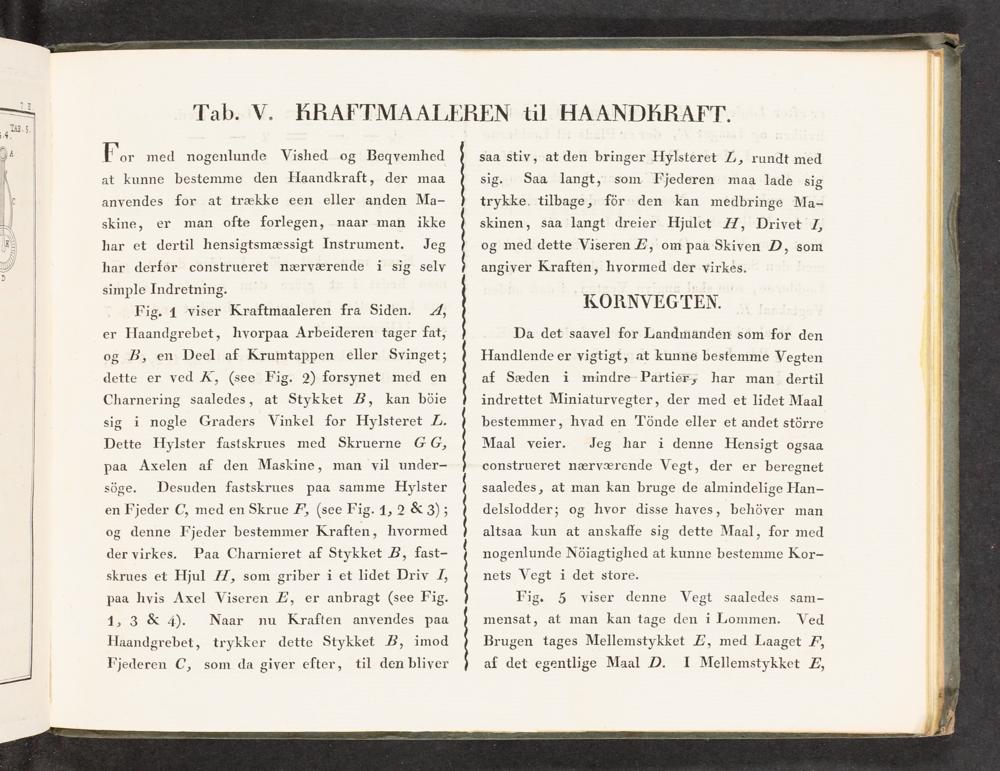 T E
TAB. 5.
A
C
D
Tab. V. KRAFTMAALEREN til HAANDKRAFT.
For med nogenlunde Vished og Beqvemhed
at kunne bestemme den Haandkraft, der maa
anvendes for at trække een eller anden Ma-
skine, er man ofte forlegen, naar man ikke
har et dertil hensigtsmæssigt Instrument. Jeg
har derfor construeret nærværende i sig selv
simple Indretning.
Fig. 1 viser Kraftmaaleren fra Siden. A,
er Haandgrebet, hvorpaa Arbeideren tager fat,
og B, en Deel af Krumtappen eller Svinget;
dette er ved K, (see Fig. 2) forsynet med en
Charnering saaledes, at Stykket B, kan böie
sig i nogle Graders Vinkel for Hylsteret L.
Dette Hylster fastskrues med Skruerne G G,
paa Axelen af den Maskine, man vil under-
söge. Desuden fastskrues paa samme Hylster
en Fjeder C, med en Skrue F, (see Fig. 1, 2 & 3);
og denne Fjeder bestemmer Kraften, hvormed
der virkes. Paa Charnieret af Stykket B, fast-
skrues et Hjul H, som griber i et lidet Driv I,
paa hvis Axel Viseren E, er anbragt (see Fig.
1, 3 & 4). Naar nu Kraften anvendes paa
Haandgrebet, trykker dette Stykket B, imod
Fjederen C, som da giver efter, til den bliver
saa stiv, at den bringer Hylsteret L, rundt med
sig. Saa langt, som Fjederen maa lade sig
trykke tilbage, för den kan medbringe Ma-
skinen, saa langt dreier Hjulet H, Drivet I,
og med dette Viseren E, om paa Skiven D, som
angiver Kraften, hvormed der virkes.
KORNVEGTEN.
Da det saavel for Landmanden som for den
Handlende er vigtigt, at kunne bestemme Vegten
af Sæden i mindre Partier, har man dertil
indrettet Miniaturvegter, der med et lidet Maal
bestemmer, hvad en Tönde eller et andet större
Maal veier. Jeg har i denne Hensigt ogsaa
construeret nærværende Vegt, der er beregnet
saaledes, at man kan bruge de almindelige Han-
delslodder; og hvor disse haves, behöver man
altsaa kun at anskaffe sig dette Maal, for med
nogenlunde Nöiagtighed at kunne bestemme Kor-
nets Vegt i det store.
Fig. 5 viser denne Vegt saaledes sam-
mensat, at man kan tage den i Lommen. Ved
Brugen tages Mellemstykket E, med Laaget F,
af det egentlige Maal D. I Mellemstykket E,